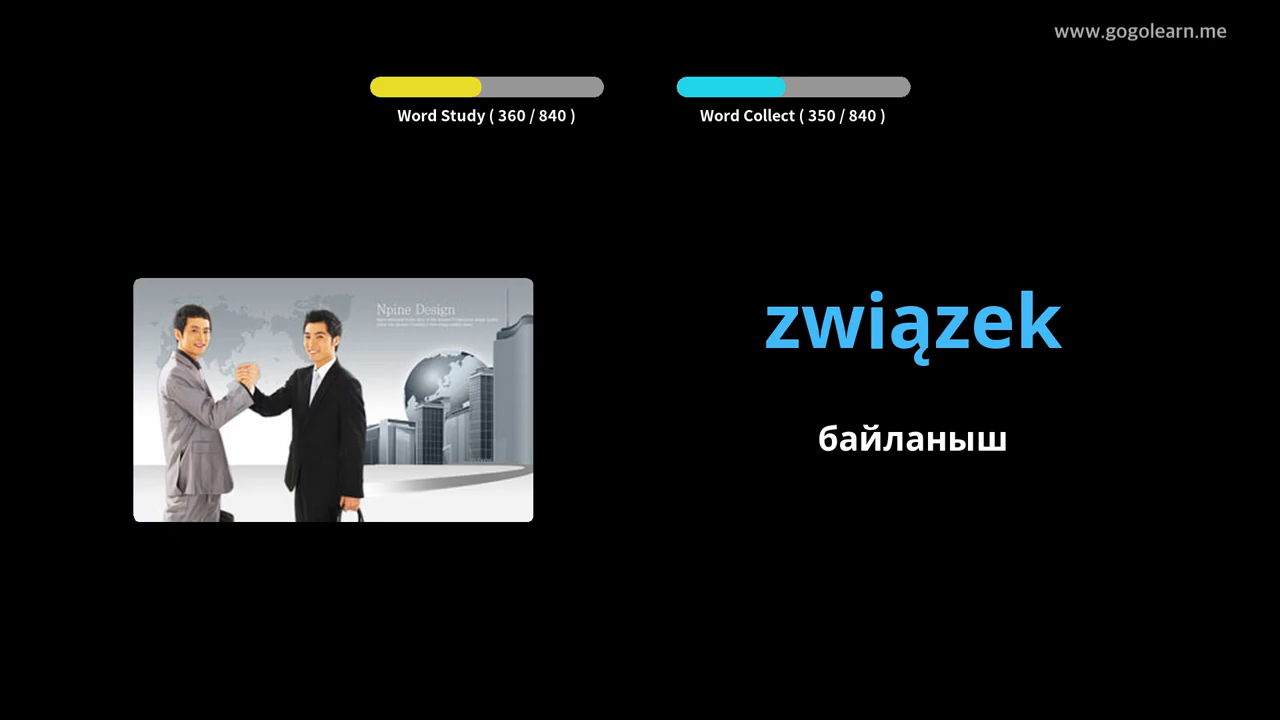 www.gogolearn.me
Word Study ( 360 / 840 )
Word Collect ( 350 / 840 )
Npine Design
związek
байланыш